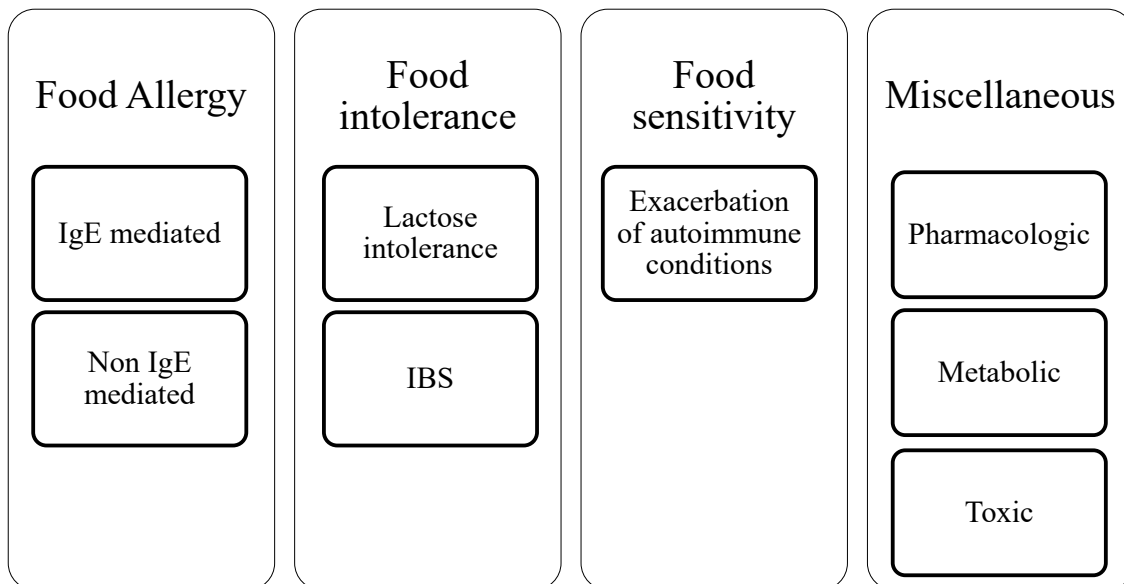 Food Allergy
IgE mediated
Non IgE
mediated
Food
intolerance
Lactose
intolerance
IBS
Food
sensitivity
Exacerbation
of autoimmune
conditions
Miscellaneous
Pharmacologic
Metabolic
Toxic